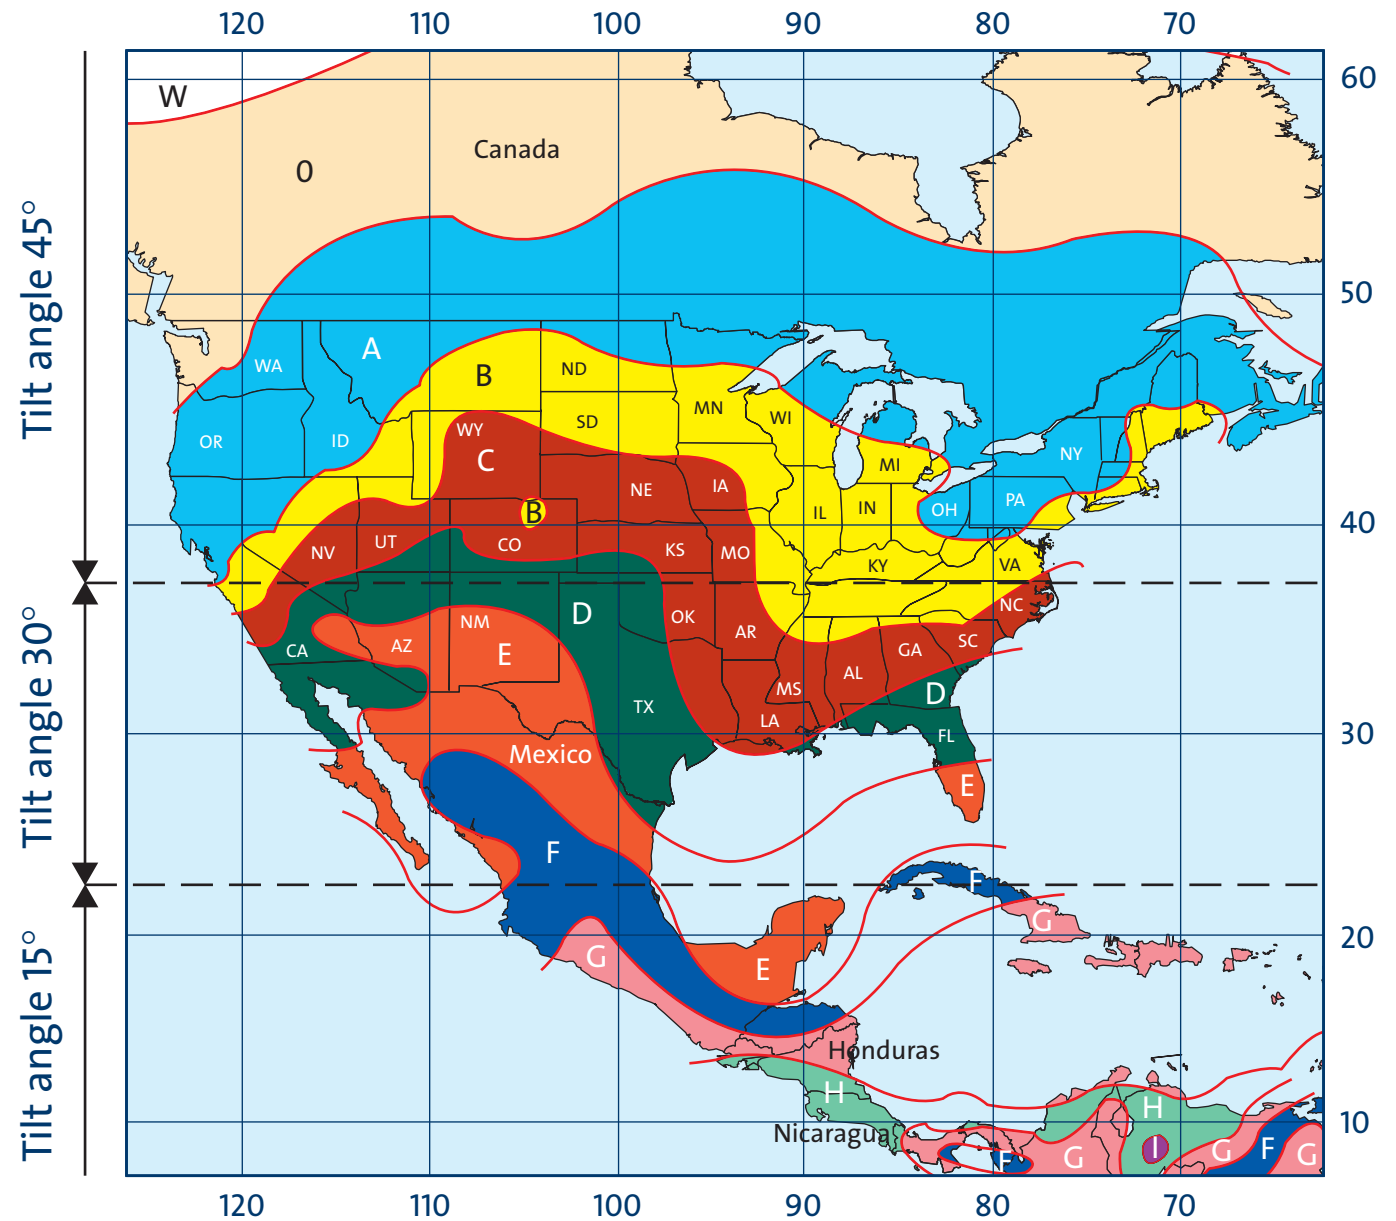 120 110 100 90 80 70
60
W
Canada
O
50
Tilt angle 45°
A
WA
B
ND
MN
WI
SD
OR
ID
WY
NY
C
MI
IA
NE
PA
IN
OH
IL
B
40
NV
UT
CO
KS
MO
KY
VA
D
NC
NM
OK
AR
SC
AZ
CA
E
GA
AL
MS
D
Tilt angle 30°
TX
LA
FL
30
Mexico
E
F
F
G
20
Tilt angle 15°
G
E
Honduras
H
H
10
Nicaragua
I
G
F
F
G
G
120 110 100 90 80 70